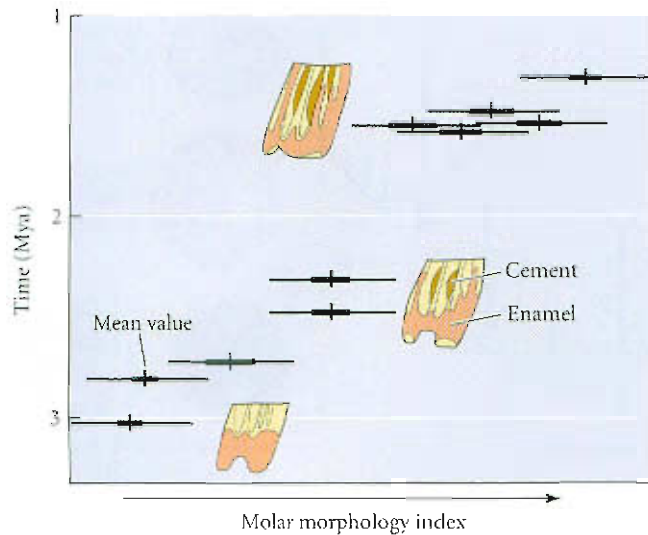 1
2
3
Time (Mya)
Cement
Enamel
Mean value
Molar morphology index